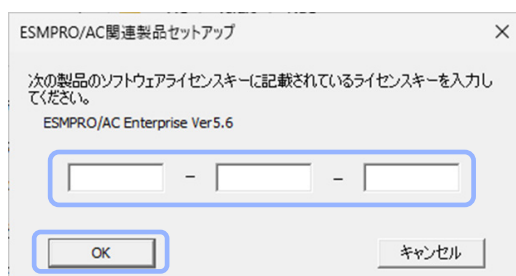 ESMPRO/AC関連製品セットアップ
次の製品のソフトウェアライセンスキーに記載されているライセンスキーを入力し
てください。
ESMPRO/AC Enterprise Ver5.6
– –
OK キャンセル